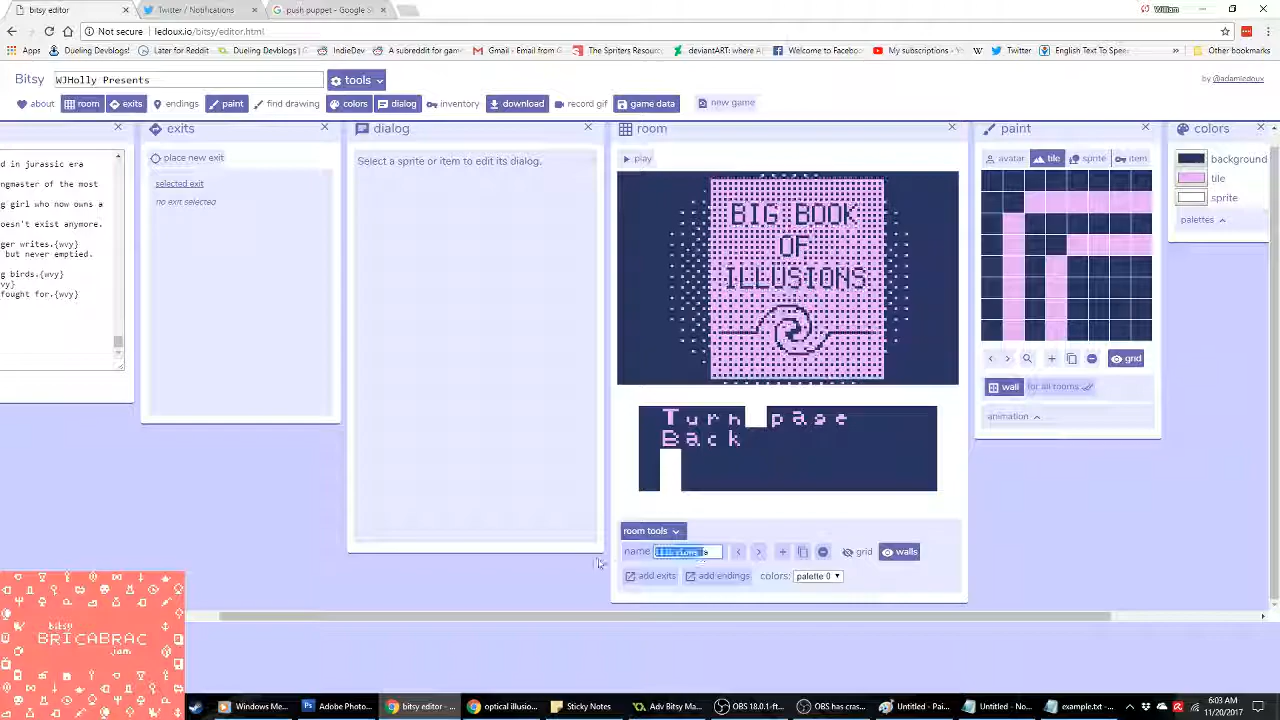 bitsy editor
Twitter / Notifications
push puppet - Google S
William
Not secure
ledoux.io/bitsy/editor.html
Apps
Dueling Devblogs
Later for Reddit
Dueling Devblogs - U
IndieDev
A subreddit for game
Gmail - Email from G
The Spriters Resourc
deviantART: where A
Welcome to Facebo
My subscriptions - Yo
Twitter
English Text To Spee
»
Other bookmarks
Bitsy
WJHolly Presents
tools
by @adamledoux
about
room
exits
endings
paint
find drawing
colors
dialog
inventory
download
record gif
game data
new game
exits
dialog
room
paint
colors
d in jurassic era
ngmaster of the most
g girl who now owns a
oesn't exist anymore.
ger writes.{wvy}
but never emptied.
g birds.{wvy}
vy}
fought for.{wvy}
place new exit
selected exit
no exit selected
Select a sprite or item to edit its dialog.
play
BIG BOOK
OF
ILLUSIONS
Turn page
Back
room tools
name
grid
walls
add exits
add endings
colors:
palette 0
avatar
tile
sprite
item
grid
wall
for all rooms
animation
background
tile
sprite
palettes
bitsy
BRICABRAC
jam
Windows Me...
Adobe Photo...
bitsy editor - ...
optical illusio...
Sticky Notes
Adv Bitsy Ma...
OBS 18.0.1-ft...
OBS has cras...
Untitled - Pai...
Untitled - No...
example.txt - ...
6:03 AM
11/20/2017